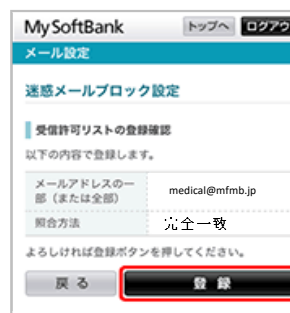 My SoftBank
トップへ
ログアウ
メール設定
迷惑メールブロック設定
受信許可リストの登録確認
以下の内容で登録します。
メールアドレスの一
部（または全部）
medical@mfmb.jp
照合方法
完全一致
よろしければ登録ボタンを押してください。
戻 る
登 録